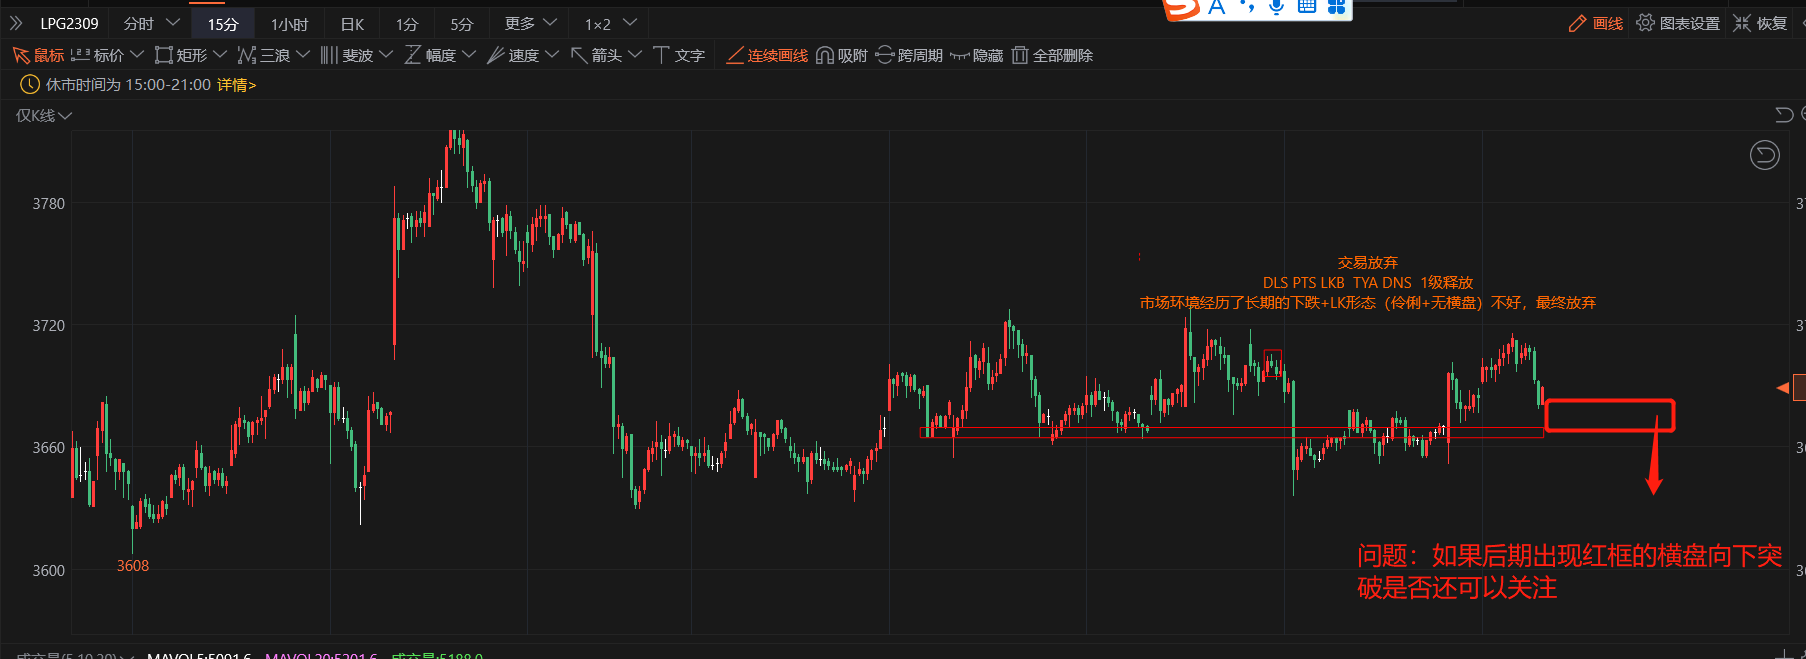 LPG2309 分时 15分 1小时 日K 1分 5分 更多 1×2 画线 图表设置 恢复
鼠标 标价 矩形 三浪 斐波 幅度 速度 箭头 文字 连续画线 吸附 跨周期 隐藏 全部删除
休市时间为 15:00-21:00 详情>
仅K线
3780
3720
3660
3600
3608
交易放弃
DLS PTS LKB TYA DNS 1级释放
市场环境经历了长期的下跌+LK形态（伶俐+无横盘）不好，最终放弃
问题：如果后期出现红框的横盘向下突
破是否还可以关注
成交量(5,10,20) MAVOL5:5091.6 MAVOL20:5201.6 成交量:5188.0